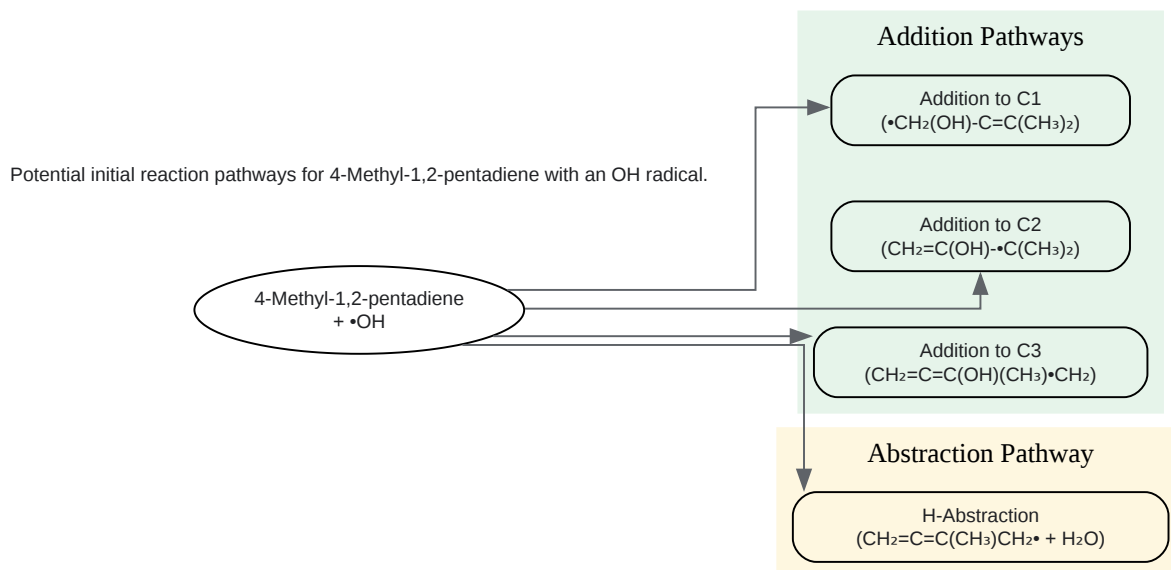 Addition Pathways
Addition to C1
(•CH₂(OH)-C=C(CH₃)₂)
Potential initial reaction pathways for 4-Methyl-1,2-pentadiene with an OH radical.
Addition to C2
(CH₂=C(OH)-•C(CH₃)₂)
4-Methyl-1,2-pentadiene
+ •OH
Addition to C3
(CH₂=C=C(OH)(CH₃)•CH₂)
Abstraction Pathway
H-Abstraction
(CH₂=C=C(CH₃)CH₂• + H₂O)